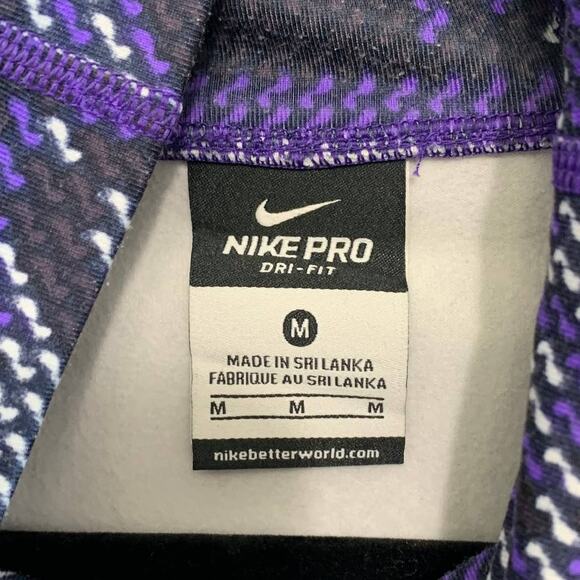 NIKE PRO
DRI-FIT
M
MADE IN SRI LANKA
FABRIQUE AU SRI LANKA
M M M
nikebetterworld.com